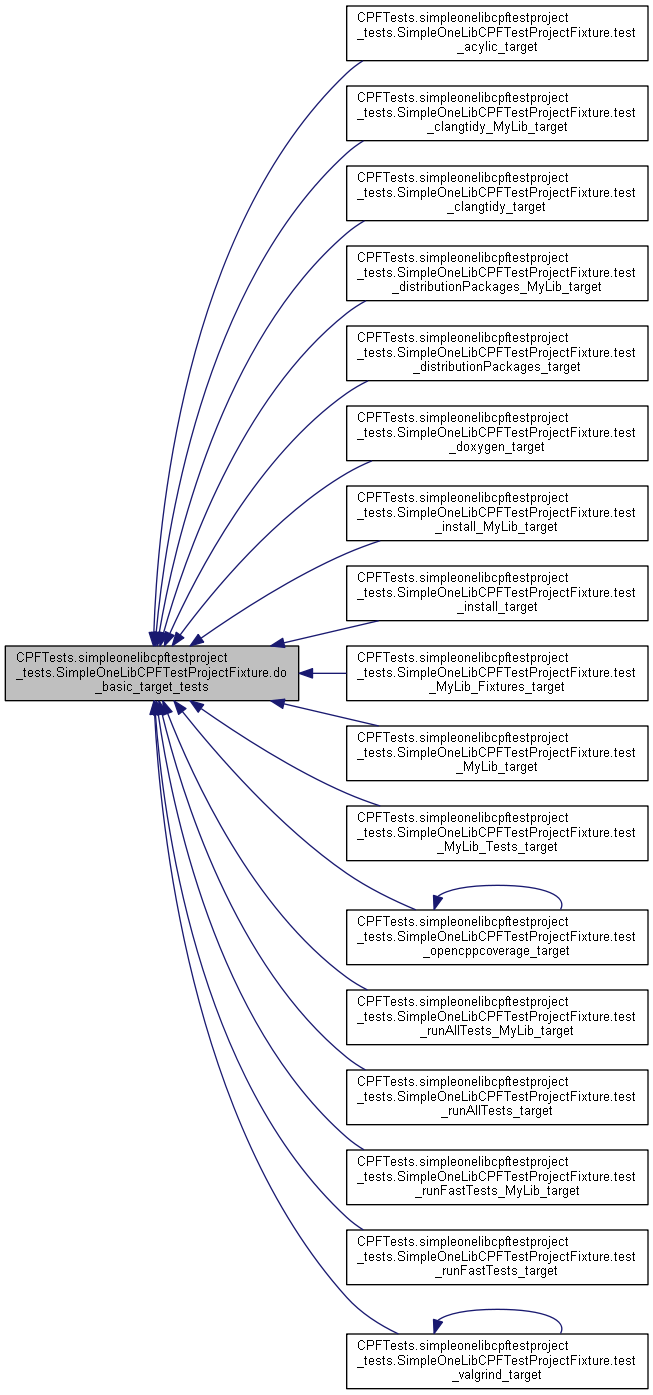 CPFTests.simpleonelibcpftestproject
_tests.SimpleOneLibCPFTestProjectFixture.test
_acylic_target
CPFTests.simpleonelibcpftestproject
_tests.SimpleOneLibCPFTestProjectFixture.test
_clangtidy_MyLib_target
CPFTests.simpleonelibcpftestproject
_tests.SimpleOneLibCPFTestProjectFixture.test
_clangtidy_target
CPFTests.simpleonelibcpftestproject
_tests.SimpleOneLibCPFTestProjectFixture.test
_distributionPackages_MyLib_target
CPFTests.simpleonelibcpftestproject
_tests.SimpleOneLibCPFTestProjectFixture.test
_distributionPackages_target
CPFTests.simpleonelibcpftestproject
_tests.SimpleOneLibCPFTestProjectFixture.test
_doxygen_target
CPFTests.simpleonelibcpftestproject
_tests.SimpleOneLibCPFTestProjectFixture.test
_install_MyLib_target
CPFTests.simpleonelibcpftestproject
_tests.SimpleOneLibCPFTestProjectFixture.test
_install_target
CPFTests.simpleonelibcpftestproject
_tests.SimpleOneLibCPFTestProjectFixture.do
_basic_target_tests
CPFTests.simpleonelibcpftestproject
_tests.SimpleOneLibCPFTestProjectFixture.test
_MyLib_Fixtures_target
CPFTests.simpleonelibcpftestproject
_tests.SimpleOneLibCPFTestProjectFixture.test
_MyLib_target
CPFTests.simpleonelibcpftestproject
_tests.SimpleOneLibCPFTestProjectFixture.test
_MyLib_Tests_target
CPFTests.simpleonelibcpftestproject
_tests.SimpleOneLibCPFTestProjectFixture.test
_opencppcoverage_target
CPFTests.simpleonelibcpftestproject
_tests.SimpleOneLibCPFTestProjectFixture.test
_runAllTests_MyLib_target
CPFTests.simpleonelibcpftestproject
_tests.SimpleOneLibCPFTestProjectFixture.test
_runAllTests_target
CPFTests.simpleonelibcpftestproject
_tests.SimpleOneLibCPFTestProjectFixture.test
_runFastTests_MyLib_target
CPFTests.simpleonelibcpftestproject
_tests.SimpleOneLibCPFTestProjectFixture.test
_runFastTests_target
CPFTests.simpleonelibcpftestproject
_tests.SimpleOneLibCPFTestProjectFixture.test
_valgrind_target